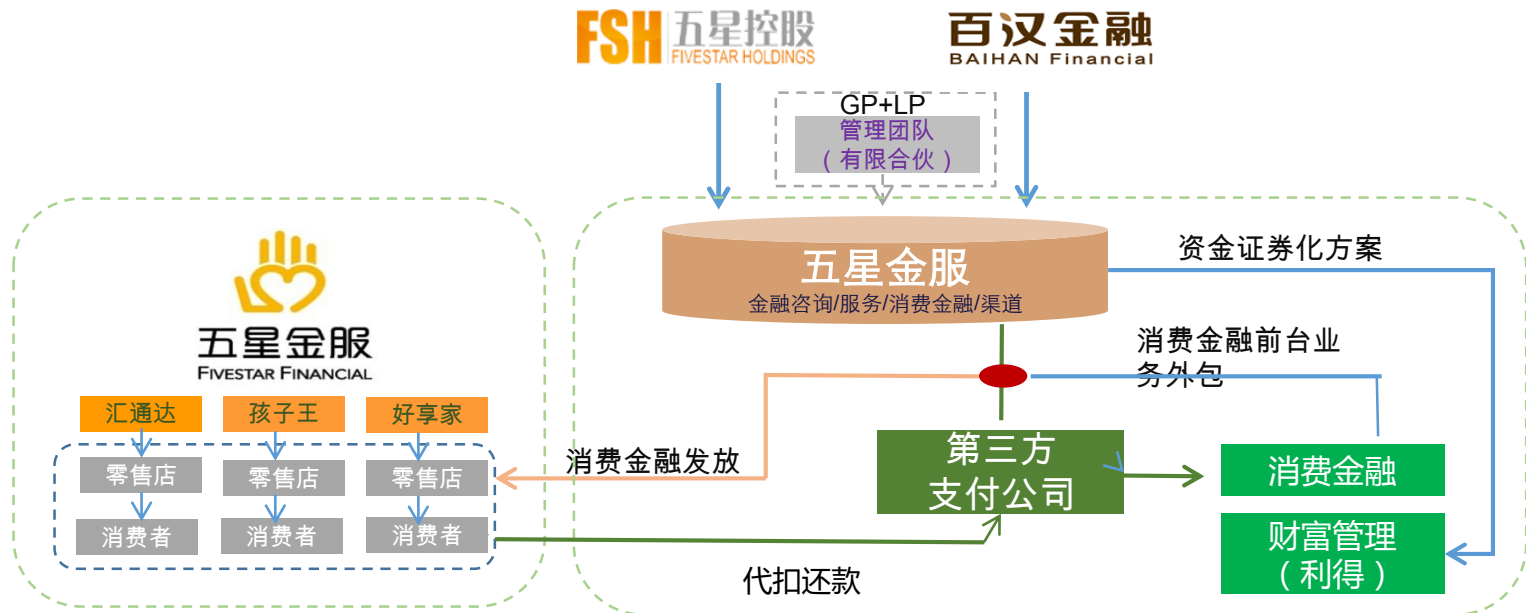 FSH 五星控股
FIVESTAR HOLDINGS
百汉金融
BAIHAN Financial
GP+LP
管理团队
（有限合伙）
五星金服
金融咨询/服务/消费金融/渠道
资金证券化方案
消费金融前台业
务外包
五星金服
FIVESTAR FINANCIAL
汇通达
孩子王
好享家
零售店
零售店
零售店
消费者
消费者
消费者
消费金融发放
第三方
支付公司
消费金融
财富管理
（利得）
代扣还款